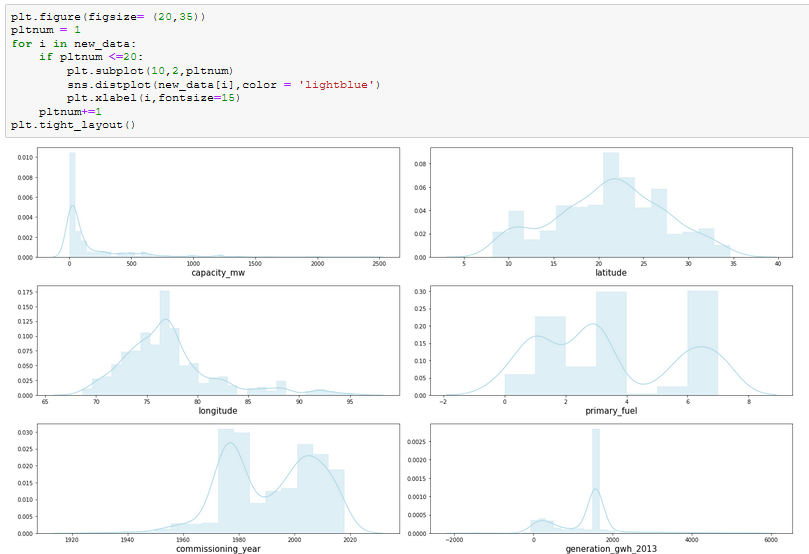 plt.figure(figsize= (20,35))
pltnum = 1
for i in new_data:
    if pltnum <=20:
        plt.subplot(10,2,pltnum)
        sns.distplot(new_data[i],color = 'lightblue')
        plt.xlabel(i,fontsize=15)
    pltnum+=1
plt.tight_layout()
0.010
0.008
0.006
0.004
0.002
0.000
0 500 1000 1500 2000 2500
capacity_mw
0.08
0.06
0.04
0.02
0.00
5 10 15 20 25 30 35 40
latitude
0.175
0.150
0.125
0.100
0.075
0.050
0.025
0.000
65 70 75 80 85 90 95
longitude
0.30
0.25
0.20
0.15
0.10
0.05
0.00
−2 0 2 4 6 8
primary_fuel
0.030
0.025
0.020
0.015
0.010
0.005
0.000
1920 1940 1960 1980 2000 2020
commissioning_year
0.0025
0.0020
0.0015
0.0010
0.0005
0.0000
−2000 0 2000 4000 6000
generation_gwh_2013